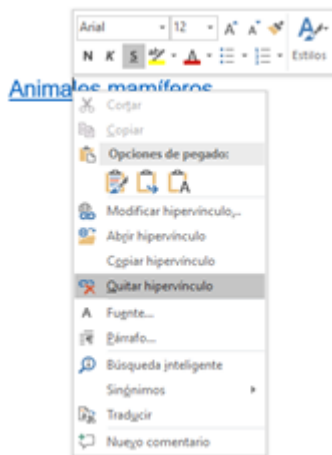 Arial 12 A A
N K S A Estilos
Animales mamíferos
Cortar
Copiar
Opciones de pegado:
A
Modificar hipervínculo...
Abrir hipervínculo
Copiar hipervínculo
Quitar hipervínculo
A Fuente...
Párrafo...
Búsqueda inteligente
Sinónimos
Traducir
Nuevo comentario